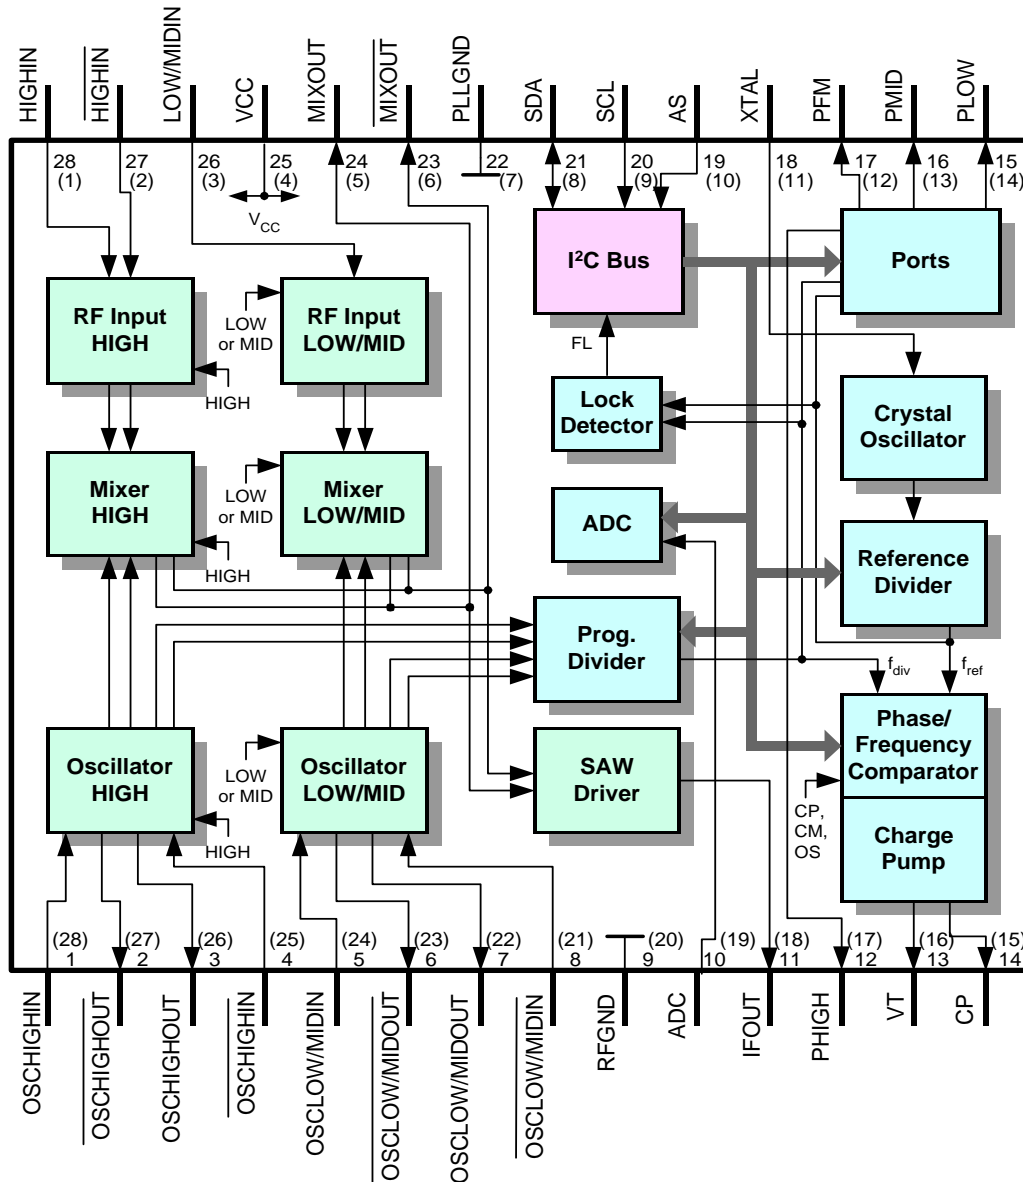 HIGHIN
HIGHIN
LOW/MIDIN
VCC
MIXOUT
MIXOUT
PLLGND
SDA
SCL
AS
XTAL
PFM
PMID
PLOW
28
(1)
27
(2)
26
(3)
25
(4)
24
(5)
23
(6)
22
(7)
21
(8)
20
(9)
19
(10)
18
(11)
17
(12)
16
(13)
15
(14)
VCC
I²C Bus
Ports
RF Input
HIGH
LOW
or MID
RF Input
LOW/MID
HIGH
FL
Lock
Detector
Crystal
Oscillator
Mixer
HIGH
LOW
or MID
Mixer
LOW/MID
HIGH
ADC
Reference
Divider
Prog.
Divider
fdiv
fref
Oscillator
HIGH
LOW
or MID
Oscillator
LOW/MID
HIGH
SAW
Driver
Phase/
Frequency
Comparator
CP,
CM,
OS
Charge
Pump
(28)
1
(27)
2
(26)
3
(25)
4
(24)
5
(23)
6
(22)
7
(21)
8
(20)
9
(19)
10
(18)
11
(17)
12
(16)
13
(15)
14
OSCHIGHIN
OSCHIGHOUT
OSCHIGHOUT
OSCHIGHIN
OSCLOW/MIDIN
OSCLOW/MIDOUT
OSCLOW/MIDOUT
OSCLOW/MIDIN
RFGND
ADC
IFOUT
PHIGH
VT
CP